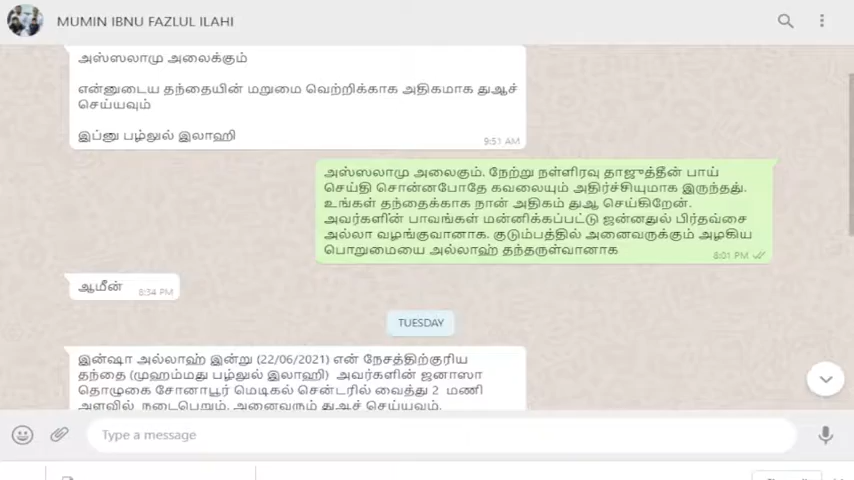 MUMIN IBNU FAZLUL ILAHI
அஸ்ஸலாமு அலைக்கும்
என்னுடைய தந்தையின் மறுமை வெற்றிக்காக அதிகமாக துஆச்
செய்யவும்
இப்னு பழ்லுல் இலாஹி
9:51 AM
அஸ்ஸலாமு அலைகும். நேற்று நள்ளிரவு தாஜுத்தீன் பாய்
செய்தி சொன்னபோதே கவலையும் அதிர்ச்சியுமாக இருந்தது.
உங்கள் தந்தைக்காக நான் அதிகம் துஆ செய்கிறேன்.
அவர்களின் பாவங்கள் மன்னிக்கப்பட்டு ஜன்னதுல் பிர்தவ்சை
அல்லா வழங்குவானாக. குடும்பத்தில் அனைவருக்கும் அழகிய
பொறுமையை அல்லாஹ் தந்தருள்வானாக
8:01 PM
ஆமீன்
8:34 PM
TUESDAY
இன்ஷா அல்லாஹ் இன்று (22/06/2021) என் நேசத்திற்குரிய
தந்தை (முஹம்மது பழ்லுல் இலாஹி) அவர்களின் ஜனாஸா
தொழுகை சோனாபூர் மெடிகல் சென்டரில் வைத்து 2 மணி
அளவில் நடைபெறும். அனைவரும் துஆச் செய்யவும்.
Type a message